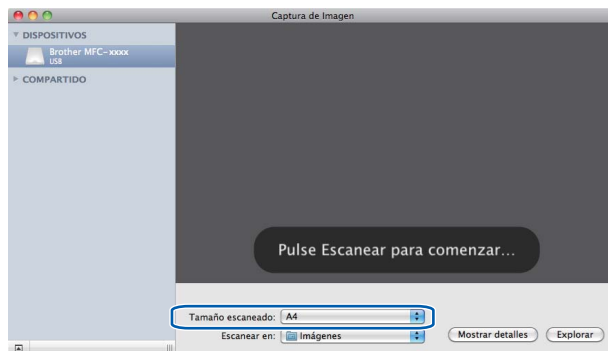 Captura de Imagen
DISPOSITIVOS
Brother MFC-xxxx
USB
COMPARTIDO
Pulse Escanear para comenzar...
Tamaño escaneado: A4
Escanear en: Imágenes
Mostrar detalles
Explorar